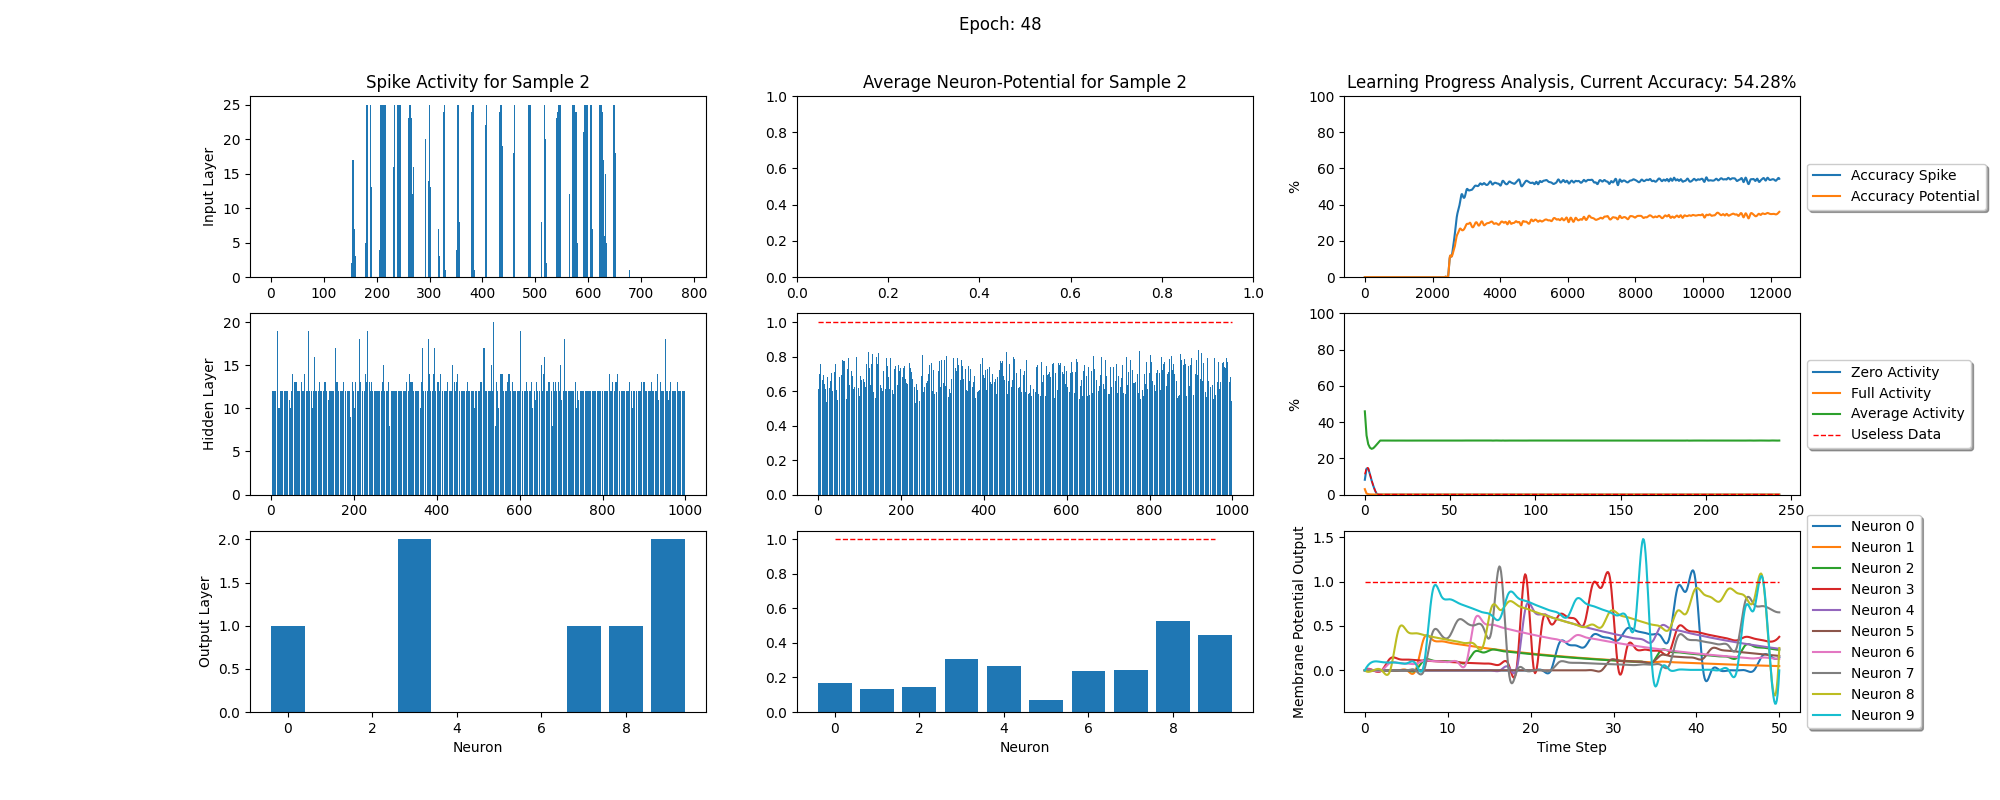 Epoch: 48
Spike Activity for Sample 2
Input Layer
25
20
15
10
5
0
0 100 200 300 400 500 600 700 800
Average Neuron-Potential for Sample 2
1.0
0.8
0.6
0.4
0.2
0.0
0.0 0.2 0.4 0.6 0.8 1.0
Learning Progress Analysis, Current Accuracy: 54.28%
%
100
80
60
40
20
0
0 2000 4000 6000 8000 10000 12000
Accuracy Spike
Accuracy Potential
Hidden Layer
20
15
10
5
0
0 200 400 600 800 1000
1.0
0.8
0.6
0.4
0.2
0.0
0 200 400 600 800 1000
%
100
80
60
40
20
0
0 50 100 150 200 250
Zero Activity
Full Activity
Average Activity
Useless Data
Output Layer
2.0
1.5
1.0
0.5
0.0
0 2 4 6 8
Neuron
1.0
0.8
0.6
0.4
0.2
0.0
0 2 4 6 8
Neuron
Membrane Potential Output
1.5
1.0
0.5
0.0
0 10 20 30 40 50
Time Step
Neuron 0
Neuron 1
Neuron 2
Neuron 3
Neuron 4
Neuron 5
Neuron 6
Neuron 7
Neuron 8
Neuron 9